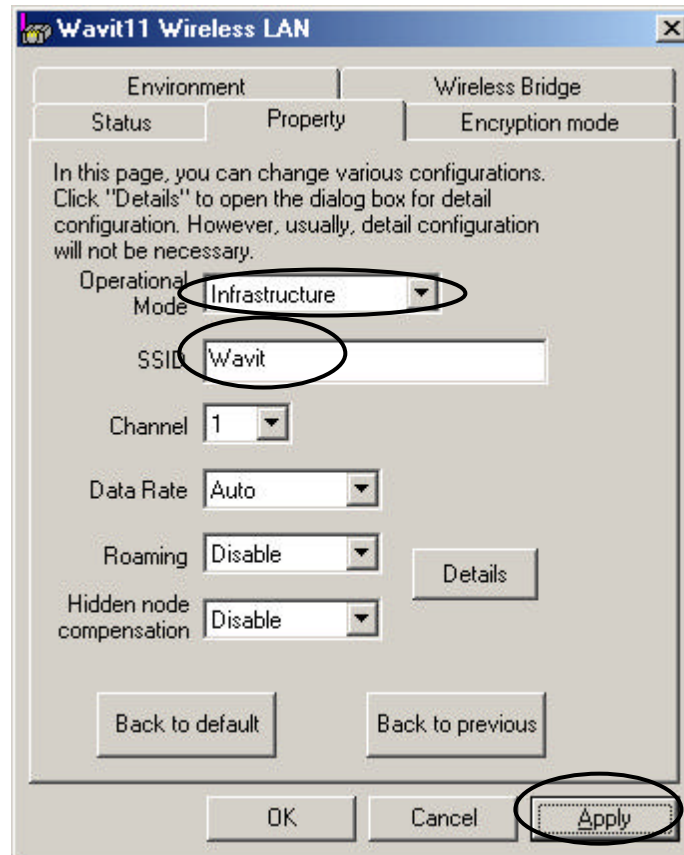 Wavit11 Wireless LAN
Environment
Wireless Bridge
Status
Property
Encryption mode
In this page, you can change various configurations.
Click "Details" to open the dialog box for detail
configuration. However, usually, detail configuration
will not be necessary.
Operational
Mode
Infrastructure
SSID
Wavit
Channel
1
Data Rate
Auto
Roaming
Disable
Details
Hidden node
compensation
Disable
Back to default
Back to previous
OK
Cancel
Apply